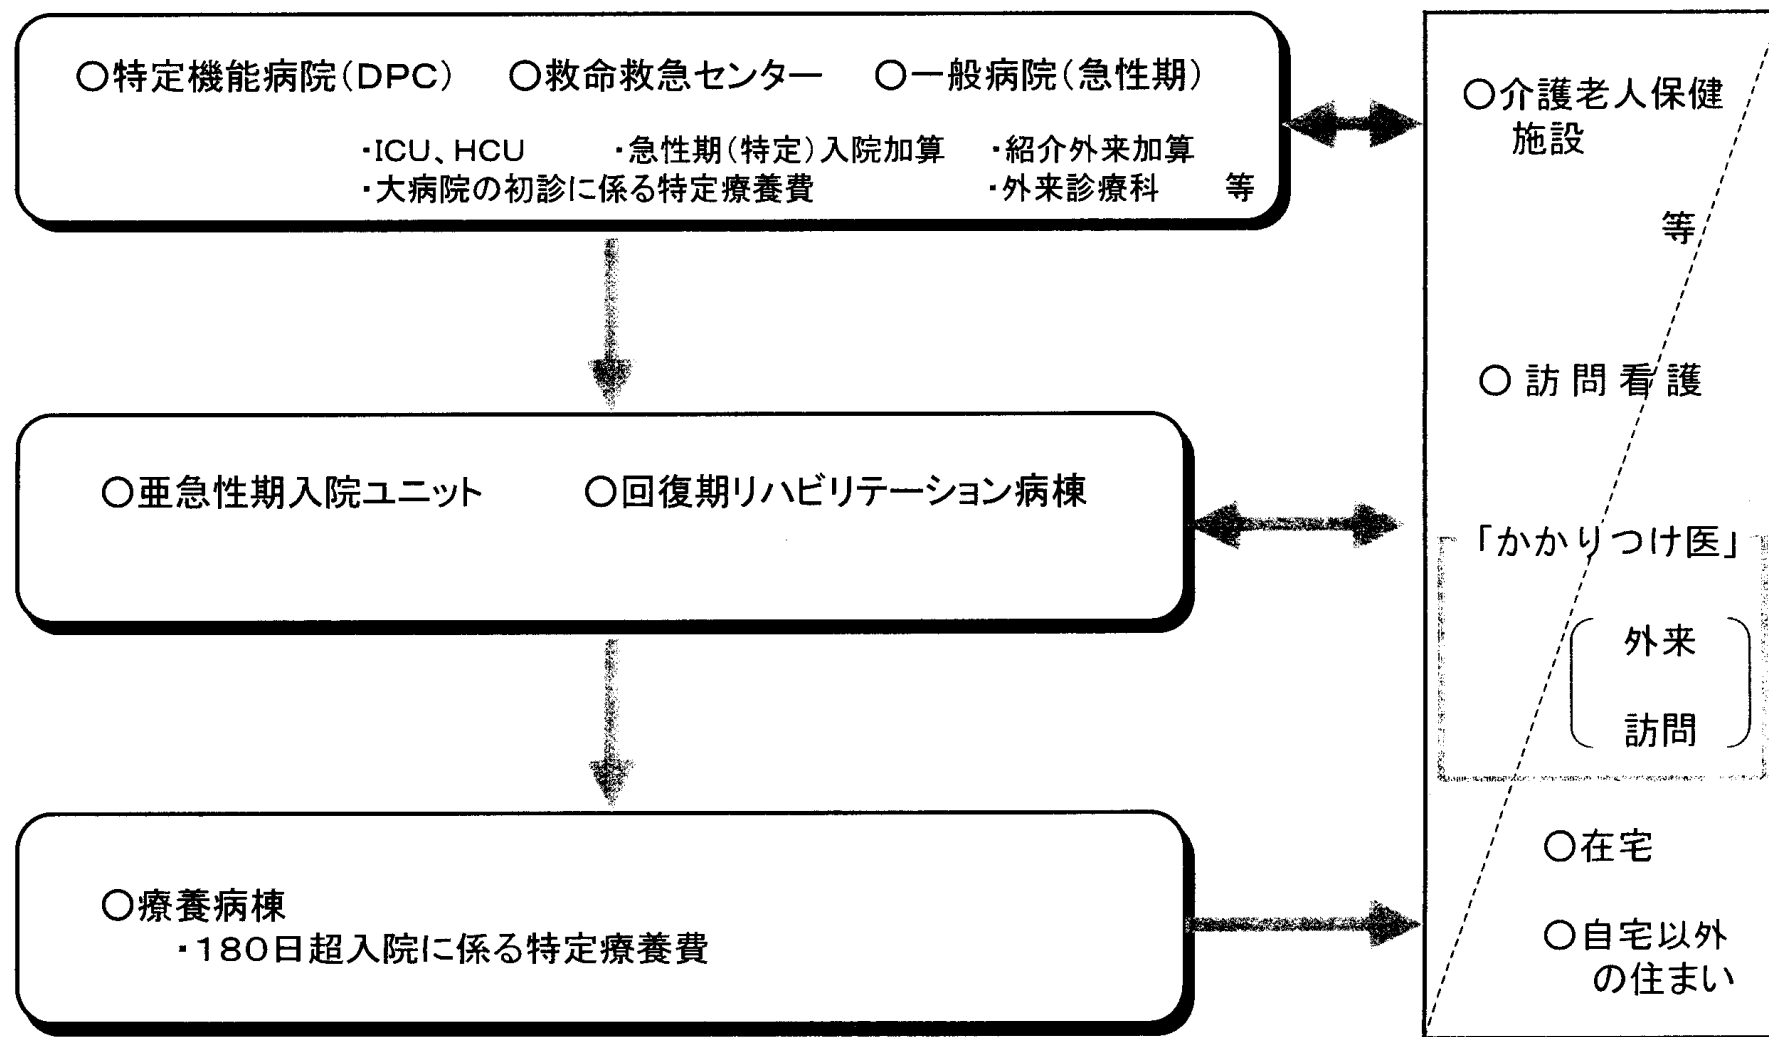 ○特定機能病院(DPC) ○救命救急センター ○一般病院(急性期)
・ICU、HCU ・急性期(特定)入院加算 ・紹介外来加算
・大病院の初診に係る特定療養費 ・外来診療科 等
○亜急性期入院ユニット ○回復期リハビリテーション病棟
○療養病棟
・180日超入院に係る特定療養費
○介護老人保健
施設
等
○訪問看護
「かかりつけ医」
外来
訪問
○在宅
○自宅以外
の住まい